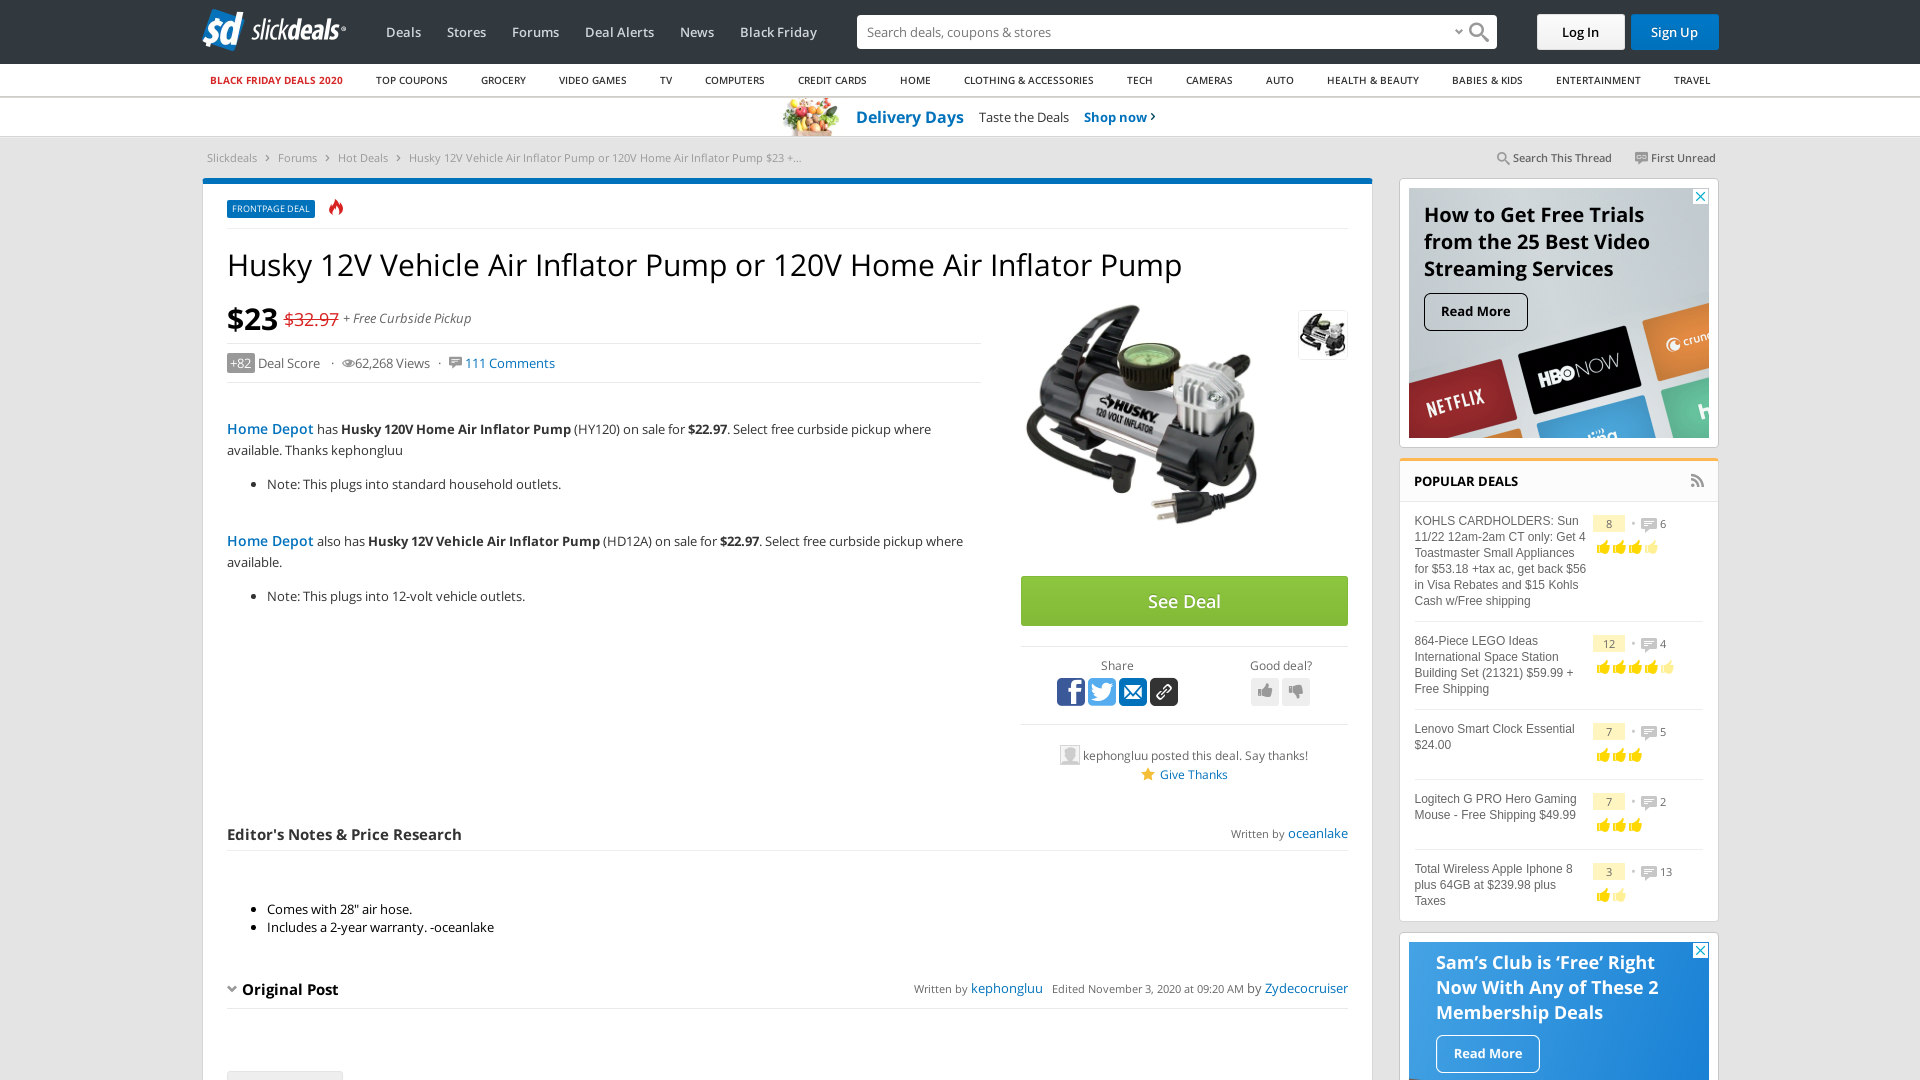 sd slickdeals
Deals
Stores
Forums
Deal Alerts
News
Black Friday
Search deals, coupons & stores
Log In
Sign Up
BLACK FRIDAY DEALS 2020
TOP COUPONS
GROCERY
VIDEO GAMES
TV
COMPUTERS
CREDIT CARDS
HOME
CLOTHING & ACCESSORIES
TECH
CAMERAS
AUTO
HEALTH & BEAUTY
BABIES & KIDS
ENTERTAINMENT
TRAVEL
Delivery Days Taste the Deals Shop now ›
Slickdeals › Forums › Hot Deals › Husky 12V Vehicle Air Inflator Pump or 120V Home Air Inflator Pump $23 +...
Search This Thread
First Unread
FRONTPAGE DEAL
Husky 12V Vehicle Air Inflator Pump or 120V Home Air Inflator Pump
$23 $32.97 + Free Curbside Pickup
+82 Deal Score · 62,268 Views · 111 Comments
Home Depot has Husky 120V Home Air Inflator Pump (HY120) on sale for $22.97. Select free curbside pickup where
available. Thanks kephongluu
• Note: This plugs into standard household outlets.
Home Depot also has Husky 12V Vehicle Air Inflator Pump (HD12A) on sale for $22.97. Select free curbside pickup where
available.
• Note: This plugs into 12-volt vehicle outlets.
HUSKY
120 VOLT INFLATOR
See Deal
Share
Good deal?
kephongluu posted this deal. Say thanks!
Give Thanks
Editor's Notes & Price Research
Written by oceanlake
• Comes with 28" air hose.
• Includes a 2-year warranty. -oceanlake
Original Post
Written by kephongluu Edited November 3, 2020 at 09:20 AM by Zydecocruiser
How to Get Free Trials
from the 25 Best Video
Streaming Services
Read More
NETFLIX
HBO NOW
crunc
POPULAR DEALS
KOHLS CARDHOLDERS: Sun
11/22 12am-2am CT only: Get 4
Toastmaster Small Appliances
for $53.18 +tax ac, get back $56
in Visa Rebates and $15 Kohls
Cash w/Free shipping
8 • 6
864-Piece LEGO Ideas
International Space Station
Building Set (21321) $59.99 +
Free Shipping
12 • 4
Lenovo Smart Clock Essential
$24.00
7 • 5
Logitech G PRO Hero Gaming
Mouse - Free Shipping $49.99
7 • 2
Total Wireless Apple Iphone 8
plus 64GB at $239.98 plus
Taxes
3 • 13
Sam's Club is ‘Free’ Right
Now With Any of These 2
Membership Deals
Read More